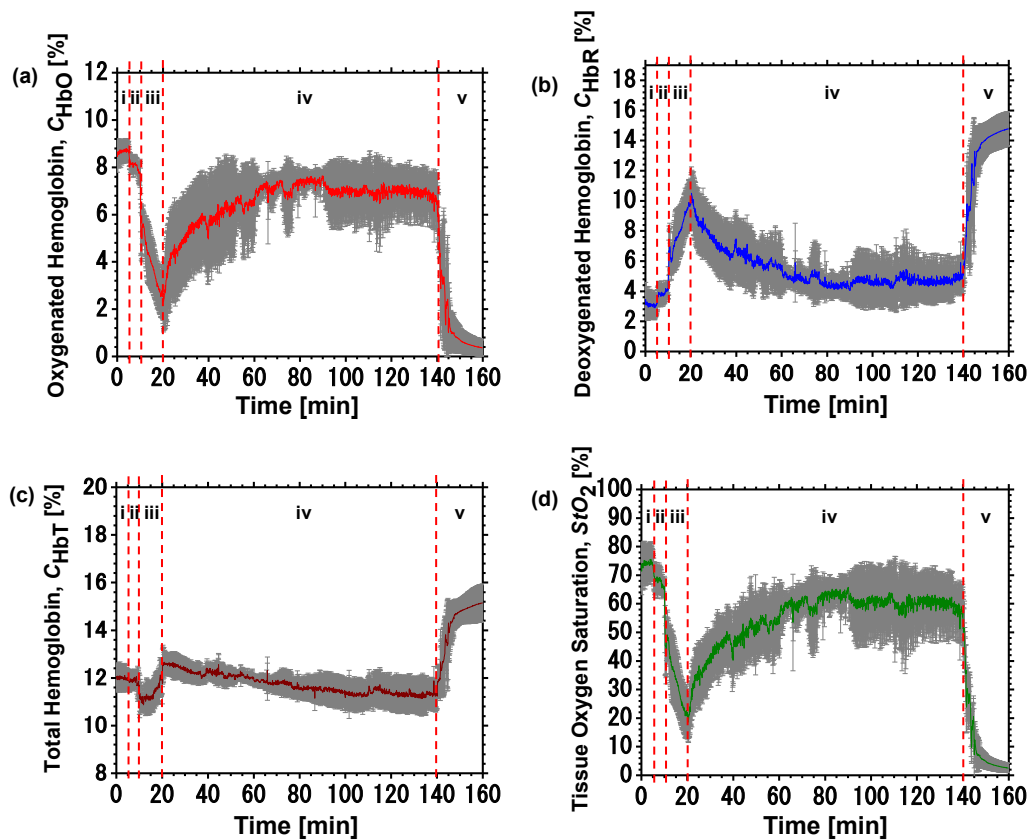 (a)
Oxygenated Hemoglobin, C_HbO [%]
12
10
8
6
4
2
0
i ii iii iv v
0 20 40 60 80 100 120 140 160
Time [min]
(b)
Deoxygenated Hemoglobin, C_HbR [%]
18
16
14
12
10
8
6
4
2
0
i ii iii iv v
0 20 40 60 80 100 120 140 160
Time [min]
(c)
Total Hemoglobin, C_HbT [%]
20
18
16
14
12
10
8
i ii iii iv v
0 20 40 60 80 100 120 140 160
Time [min]
(d)
Tissue Oxygen Saturation, StO₂ [%]
100
90
80
70
60
50
40
30
20
10
0
i ii iii iv v
0 20 40 60 80 100 120 140 160
Time [min]